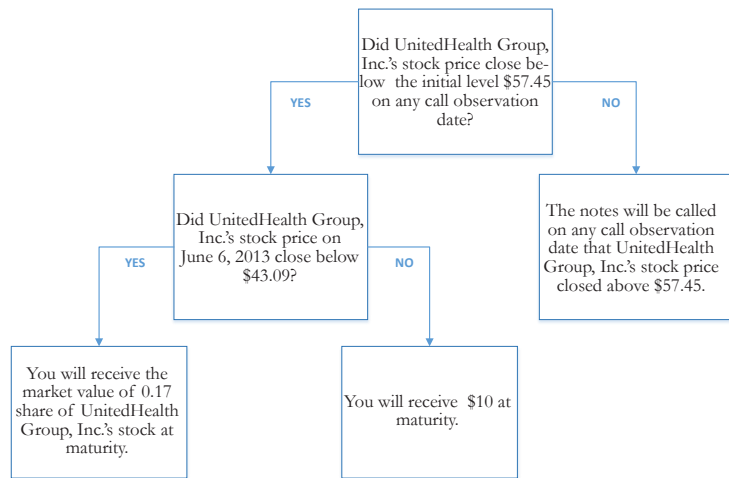 Did UnitedHealth Group,
Inc.'s stock price close be-
low the initial level $57.45
on any call observation
date?
YES
NO
Did UnitedHealth Group,
Inc.'s stock price on
June 6, 2013 close below
$43.09?
The notes will be called
on any call observation
date that UnitedHealth
Group, Inc.'s stock price
closed above $57.45.
YES
NO
You will receive the
market value of 0.17
share of UnitedHealth
Group, Inc.'s stock at
maturity.
You will receive $10 at
maturity.